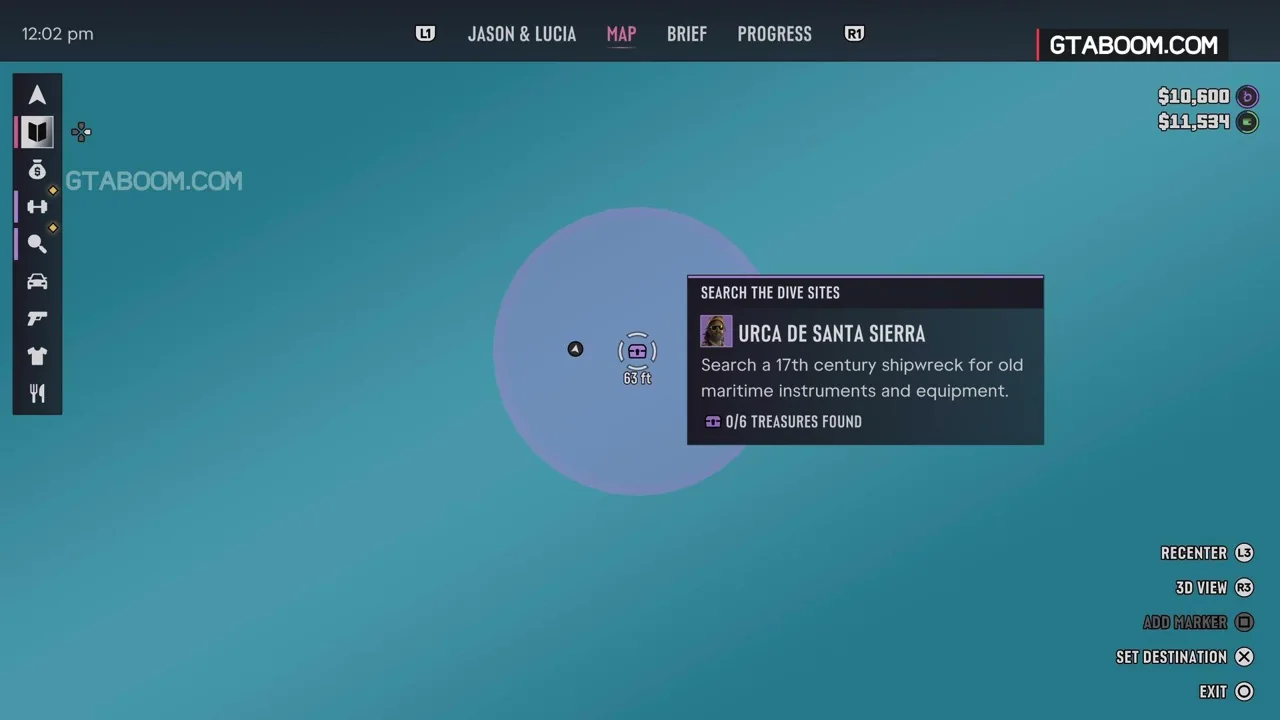 12:02 pm
L1
JASON & LUCIA
MAP
BRIEF
PROGRESS
R1
GTABOOM.COM
$10,600
$11,534
GTABOOM.COM
SEARCH THE DIVE SITES
URCA DE SANTA SIERRA
Search a 17th century shipwreck for old
maritime instruments and equipment.
0/6 TREASURES FOUND
63 ft
RECENTER L3
3D VIEW R3
ADD MARKER
SET DESTINATION
EXIT